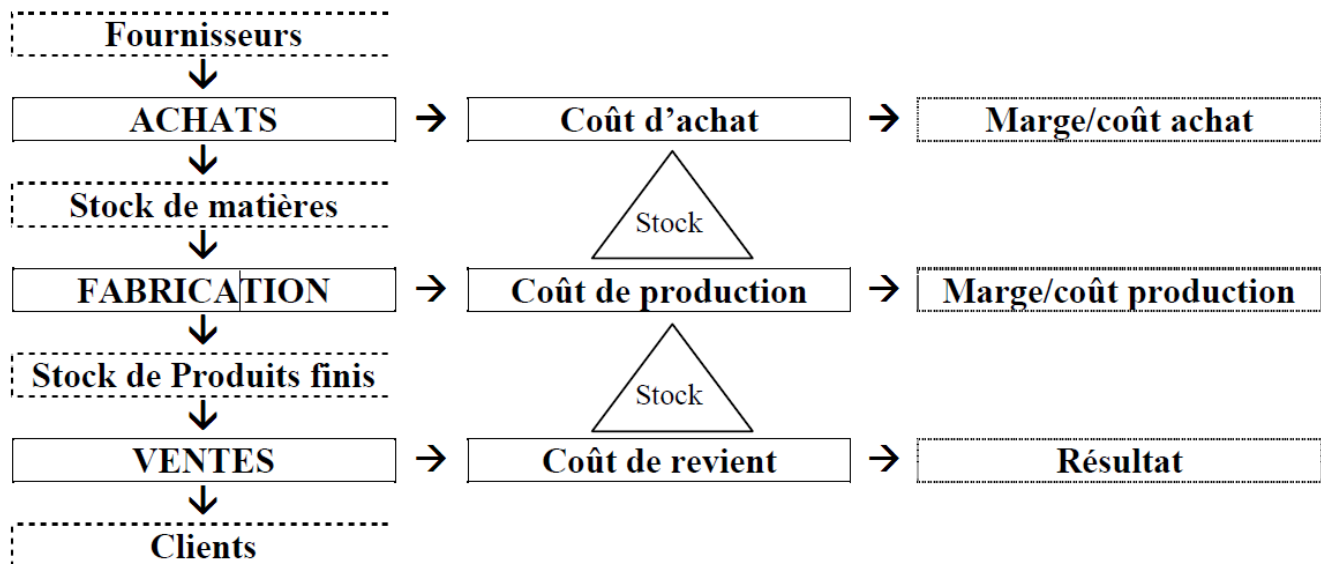 Fournisseurs
ACHATS → Coût d'achat → Marge/coût achat
Stock de matières
Stock
FABRICATION → Coût de production → Marge/coût production
Stock de Produits finis
Stock
VENTES → Coût de revient → Résultat
Clients